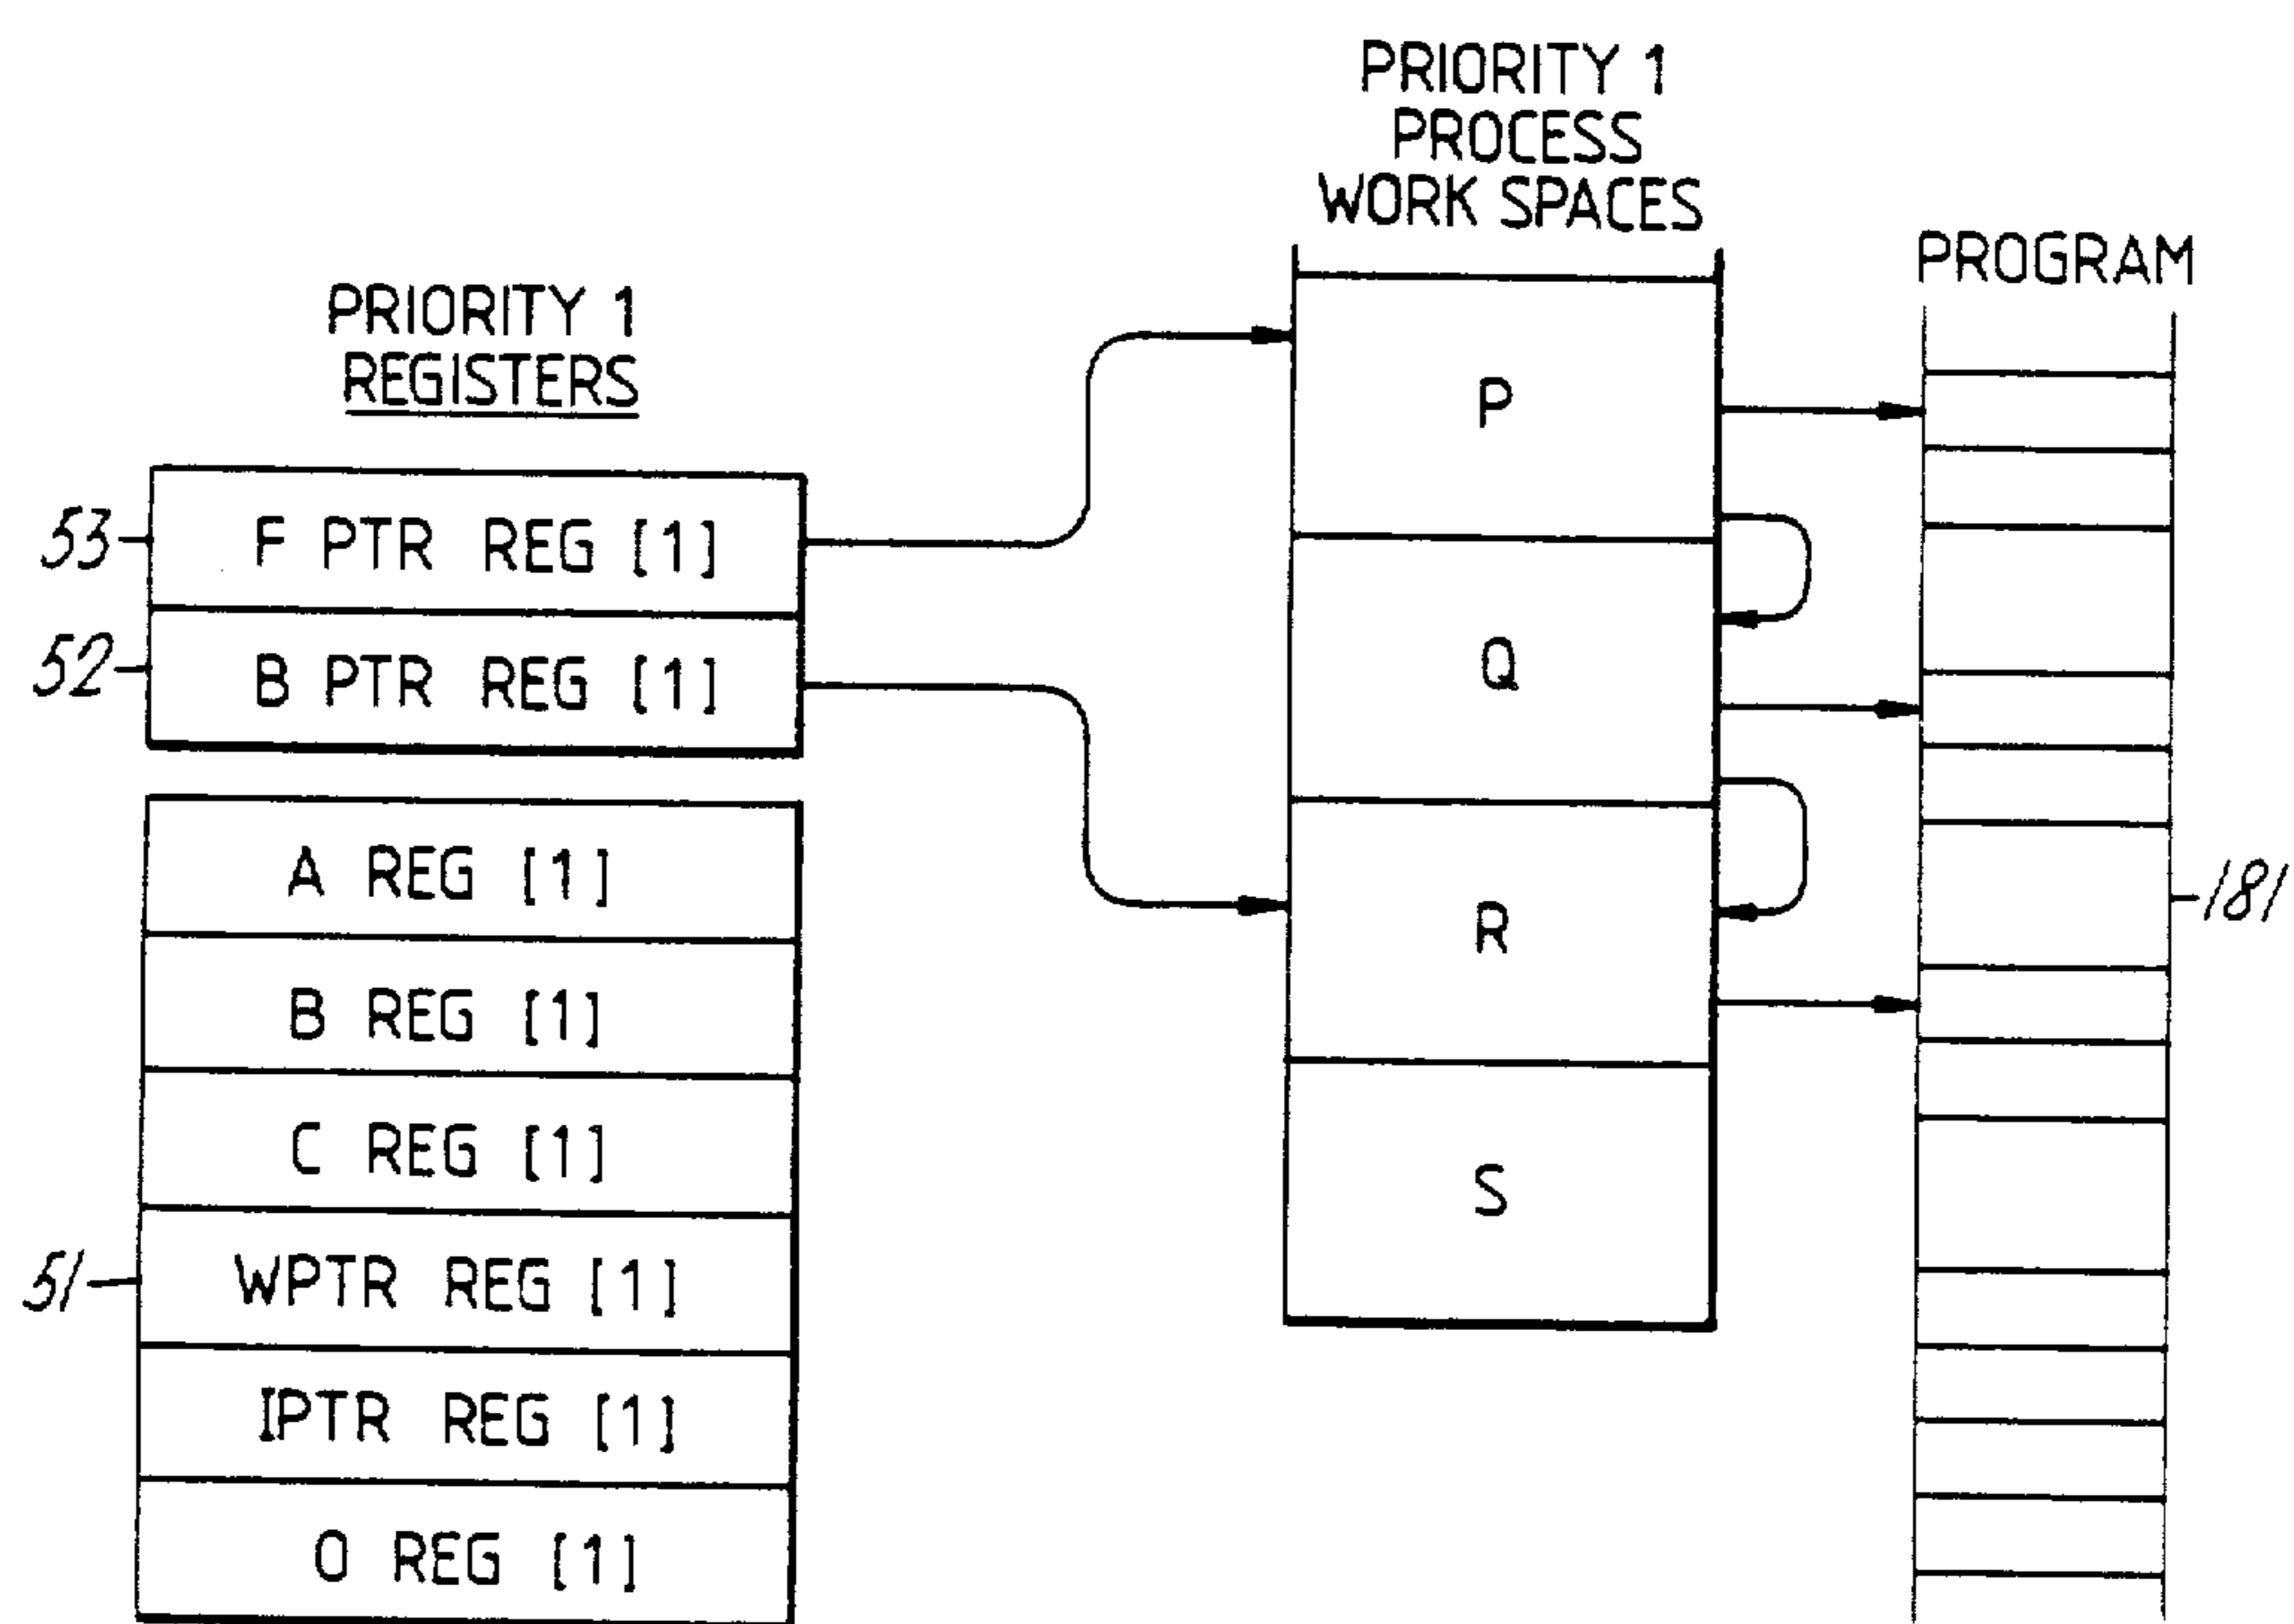 PRIORITY 1
REGISTERS
53
F PTR REG [1]
52
B PTR REG [1]
A REG [1]
B REG [1]
C REG [1]
51
WPTR REG [1]
IPTR REG [1]
O REG [1]
PRIORITY 1
PROCESS
WORK SPACES
P
Q
R
S
PROGRAM
181